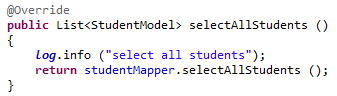 @Override
public List<StudentModel> selectAllStudents ()
{
    log.info ("select all students");
    return studentMapper.selectAllStudents ();
}